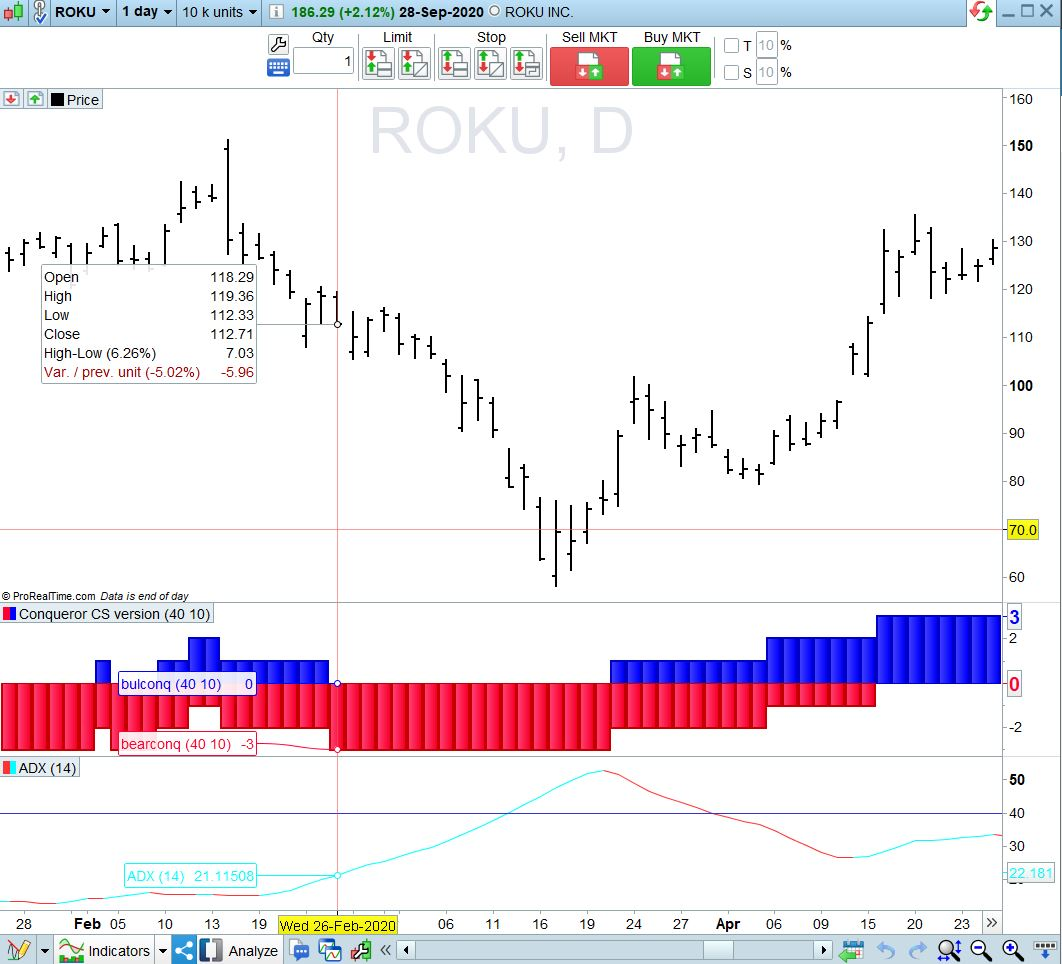 ROKU 1 day 10 k units 186.29 (+2.12%) 28-Sep-2020 ROKU INC.
Qty Limit Stop Sell MKT Buy MKT
1
T 10 %
S 10 %
Price
ROKU, D
160
150
140
130
120
110
100
90
80
70.0
60
Open 118.29
High 119.36
Low 112.33
Close 112.71
High-Low (6.26%) 7.03
Var. / prev. unit (-5.02%) -5.96
© ProRealTime.com Data is end of day
Conqueror CS version (40 10)
3
2
0
-2
bulconq (40 10) 0
bearconq (40 10) -3
ADX (14)
50
40
30
22.181
ADX (14) 21.11508
28 Feb 05 10 13 19 Wed 26-Feb-2020 06 11 16 19 24 27 Apr 06 09 15 20 23 »
Indicators Analyze «